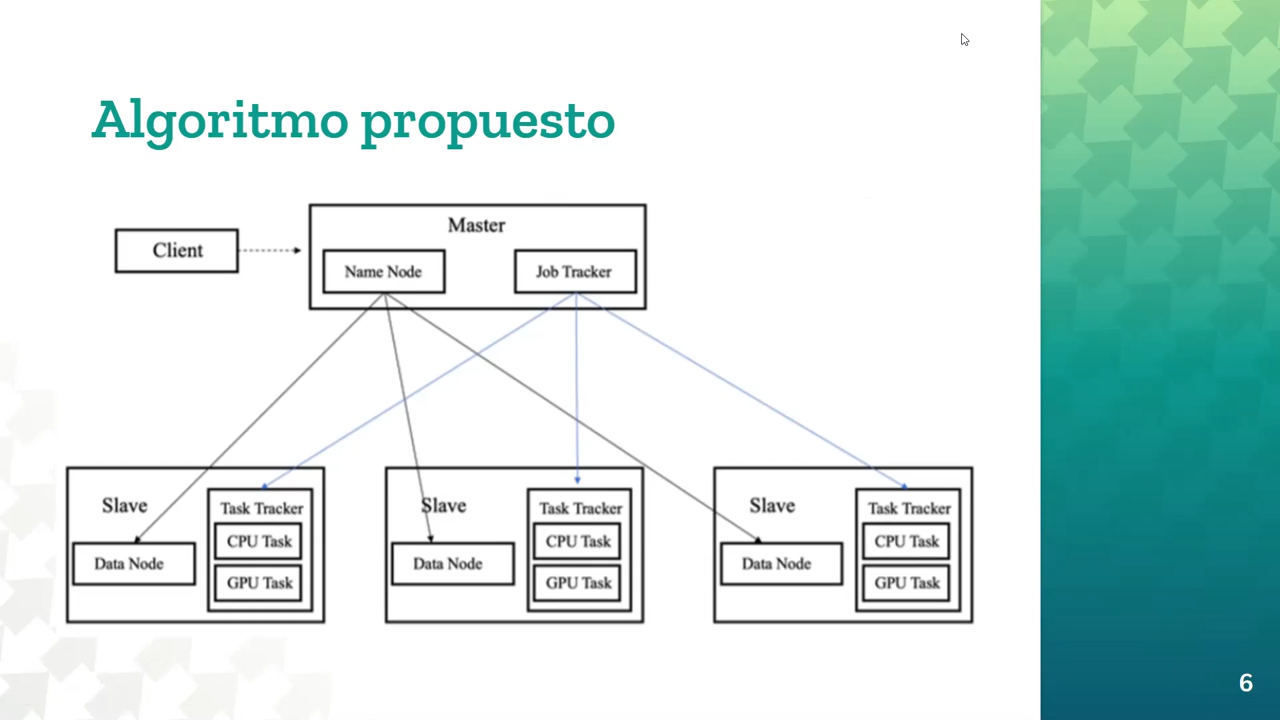 Algoritmo propuesto
Client
Master
Name Node
Job Tracker
Slave
Task Tracker
CPU Task
Data Node
GPU Task
Slave
Task Tracker
CPU Task
Data Node
GPU Task
Slave
Task Tracker
CPU Task
Data Node
GPU Task
6